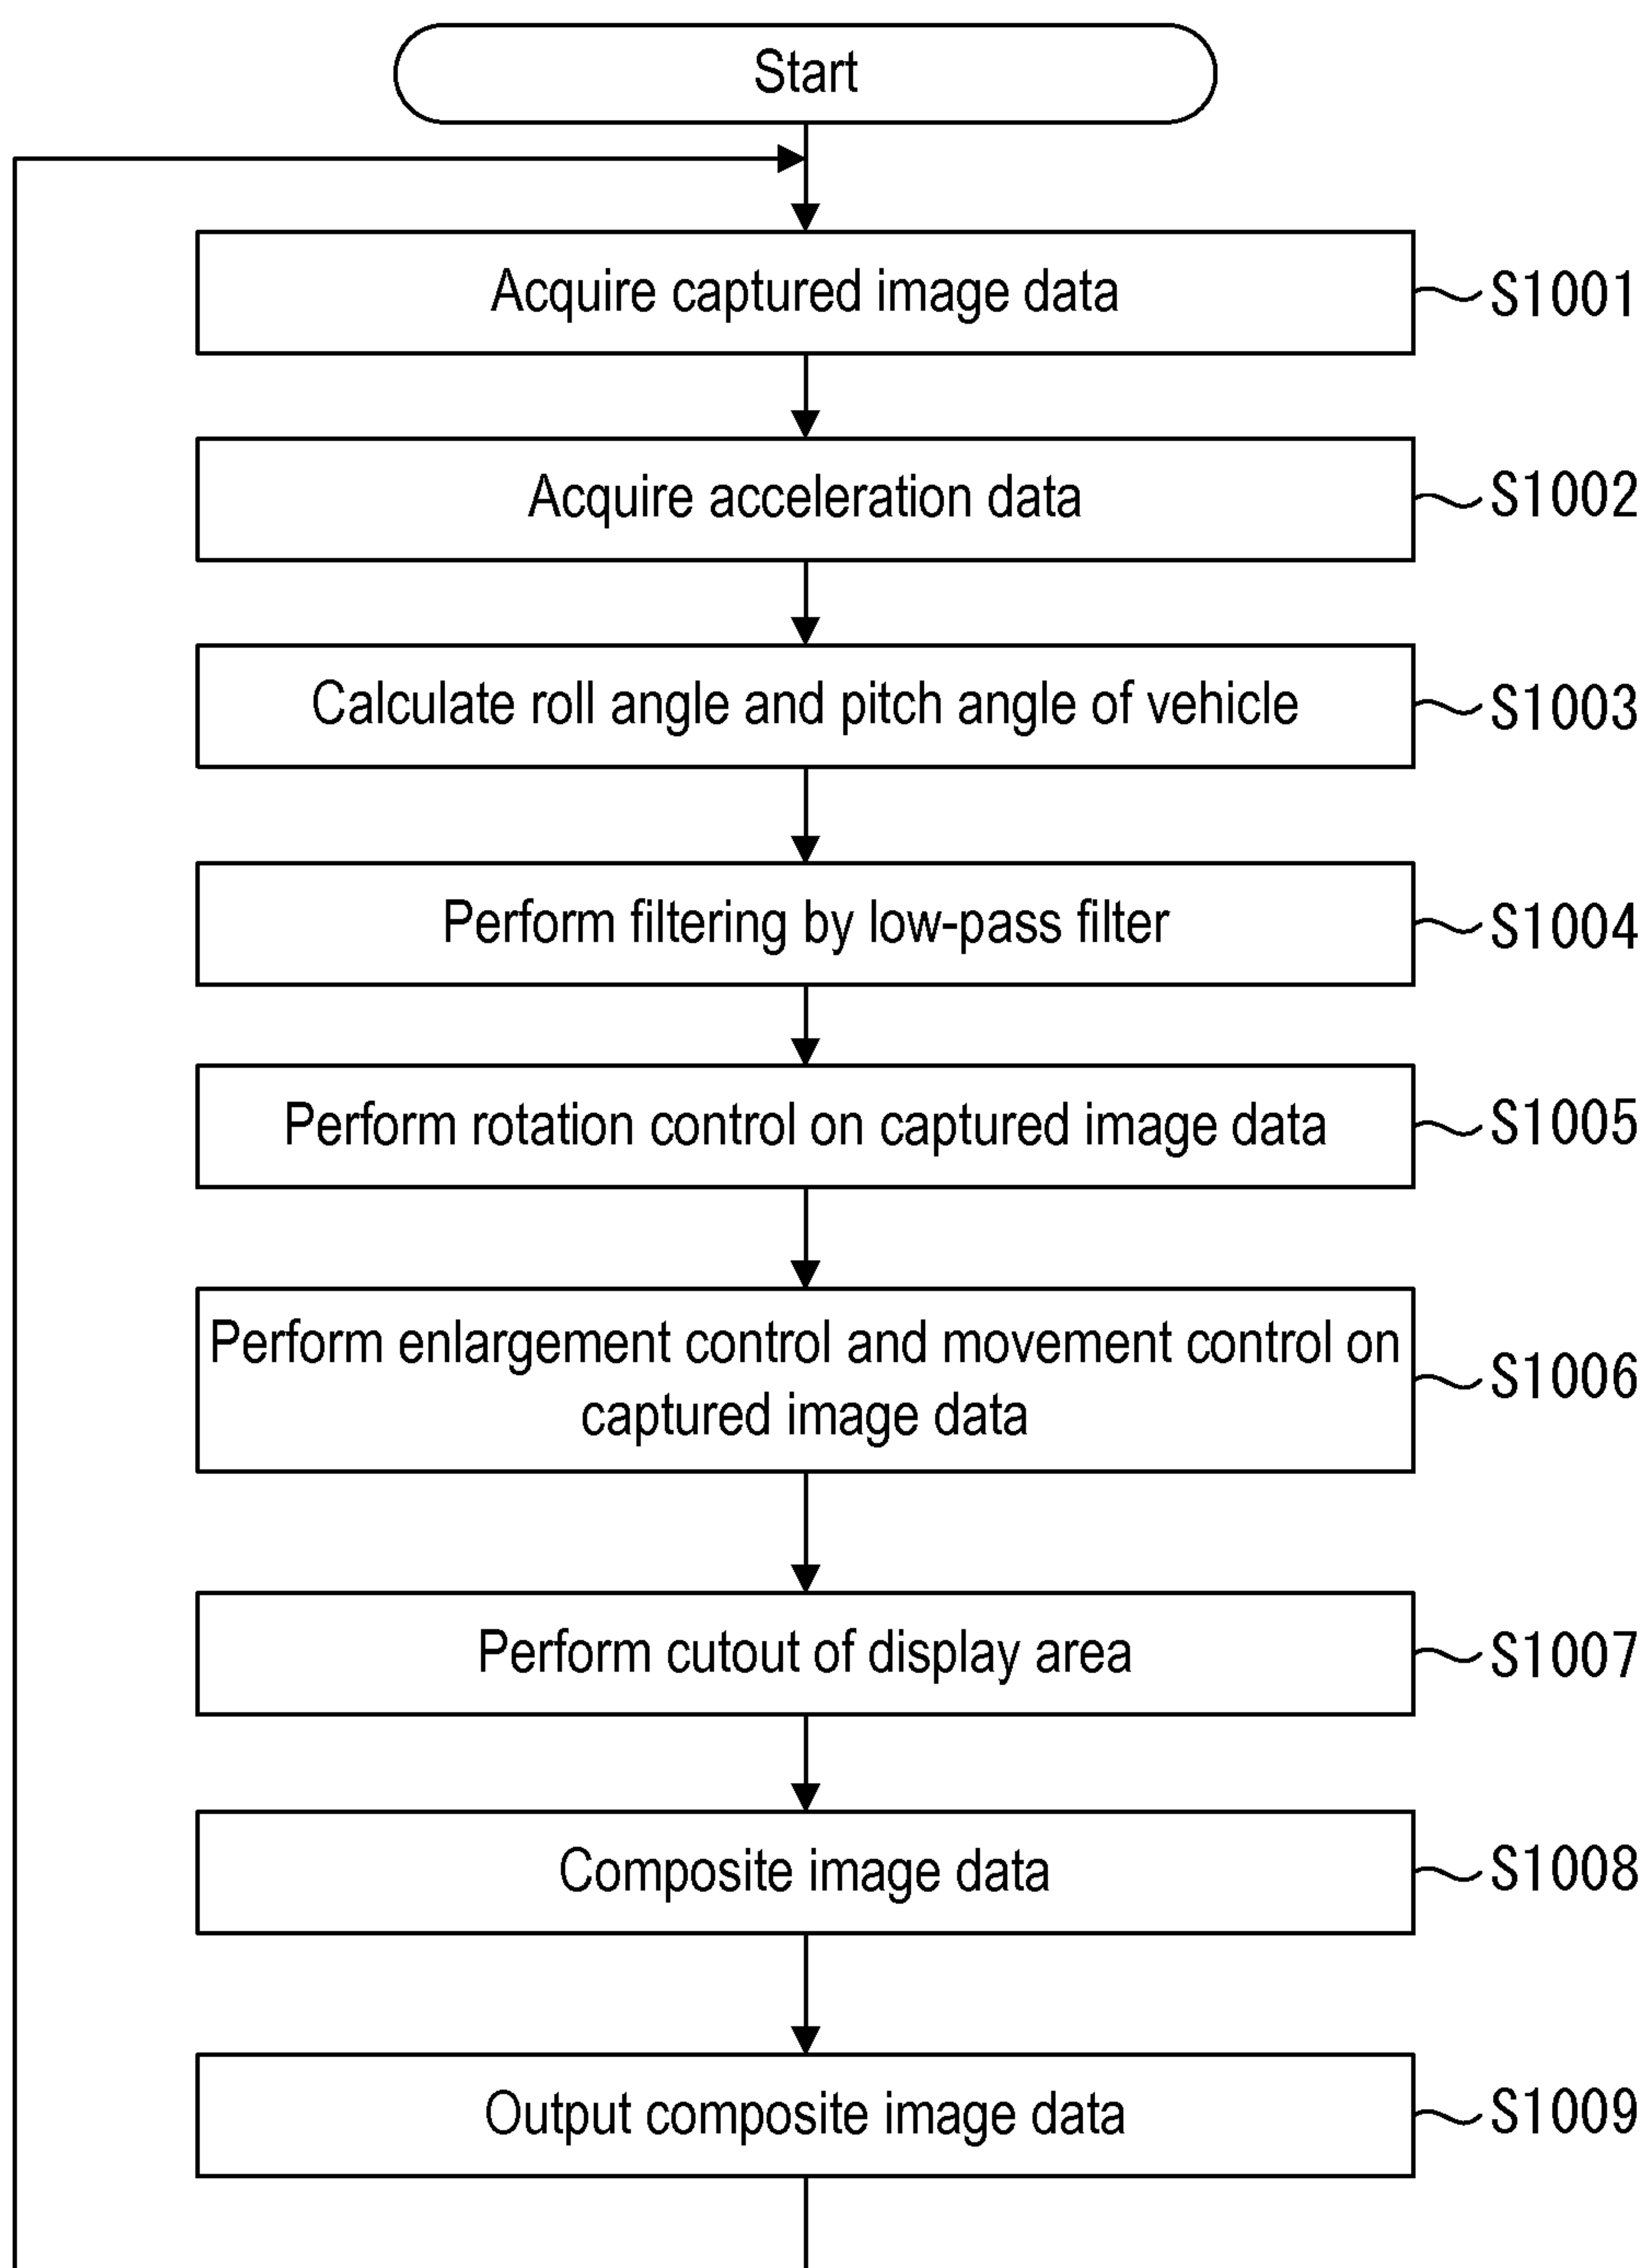 Start
Acquire captured image data
S1001
Acquire acceleration data
S1002
Calculate roll angle and pitch angle of vehicle
S1003
Perform filtering by low-pass filter
S1004
Perform rotation control on captured image data
S1005
Perform enlargement control and movement control on
captured image data
S1006
Perform cutout of display area
S1007
Composite image data
S1008
Output composite image data
S1009